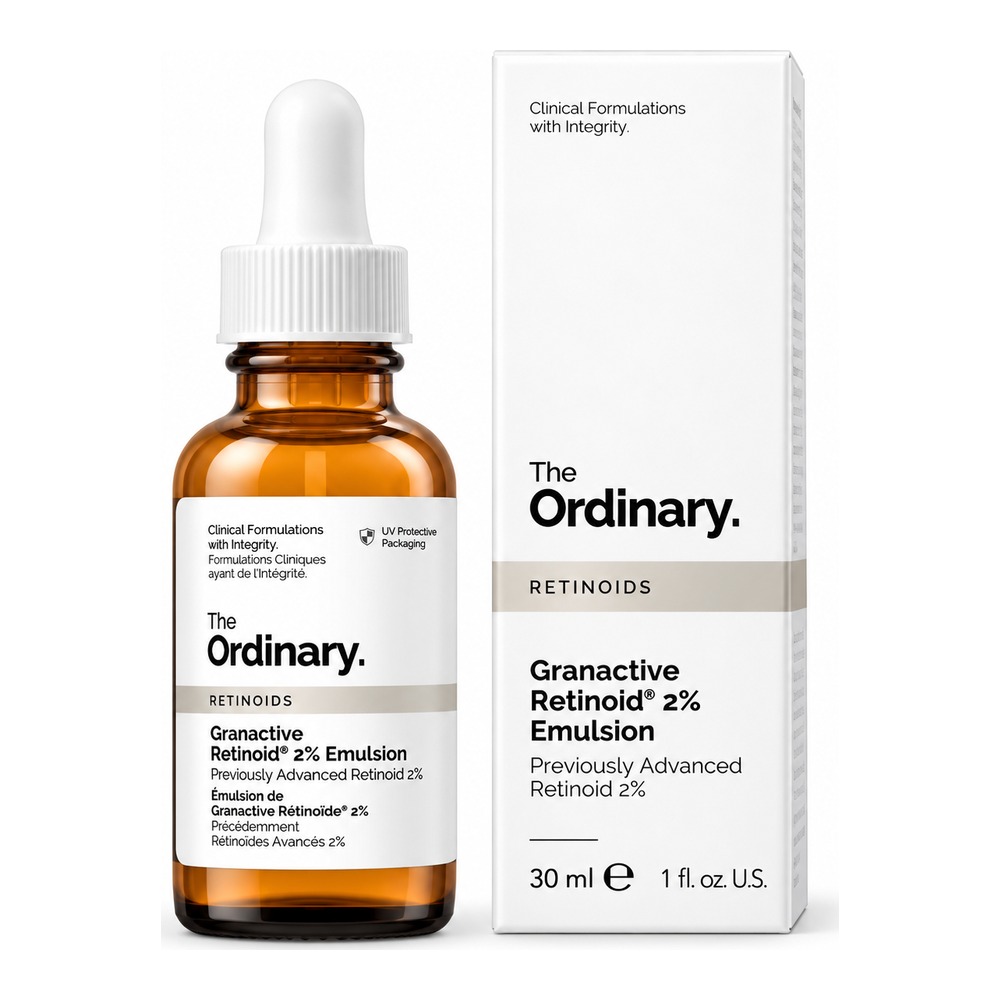 Clinical Formulations
with Integrity.
Formulations Cliniques
ayant de l'Intégrité.
UV Protective
Packaging
The
Ordinary.
RETINOIDS
Granactive
Retinoid® 2% Emulsion
Previously Advanced Retinoid 2%
Émulsion de
Granactive Rétinoïde® 2%
Précédemment
Rétinoïdes Avancés 2%
Clinical Formulations
with Integrity.
The
Ordinary.
RETINOIDS
Granactive
Retinoid® 2%
Emulsion
Previously Advanced
Retinoid 2%
30 ml ℮ 1 fl. oz. U.S.